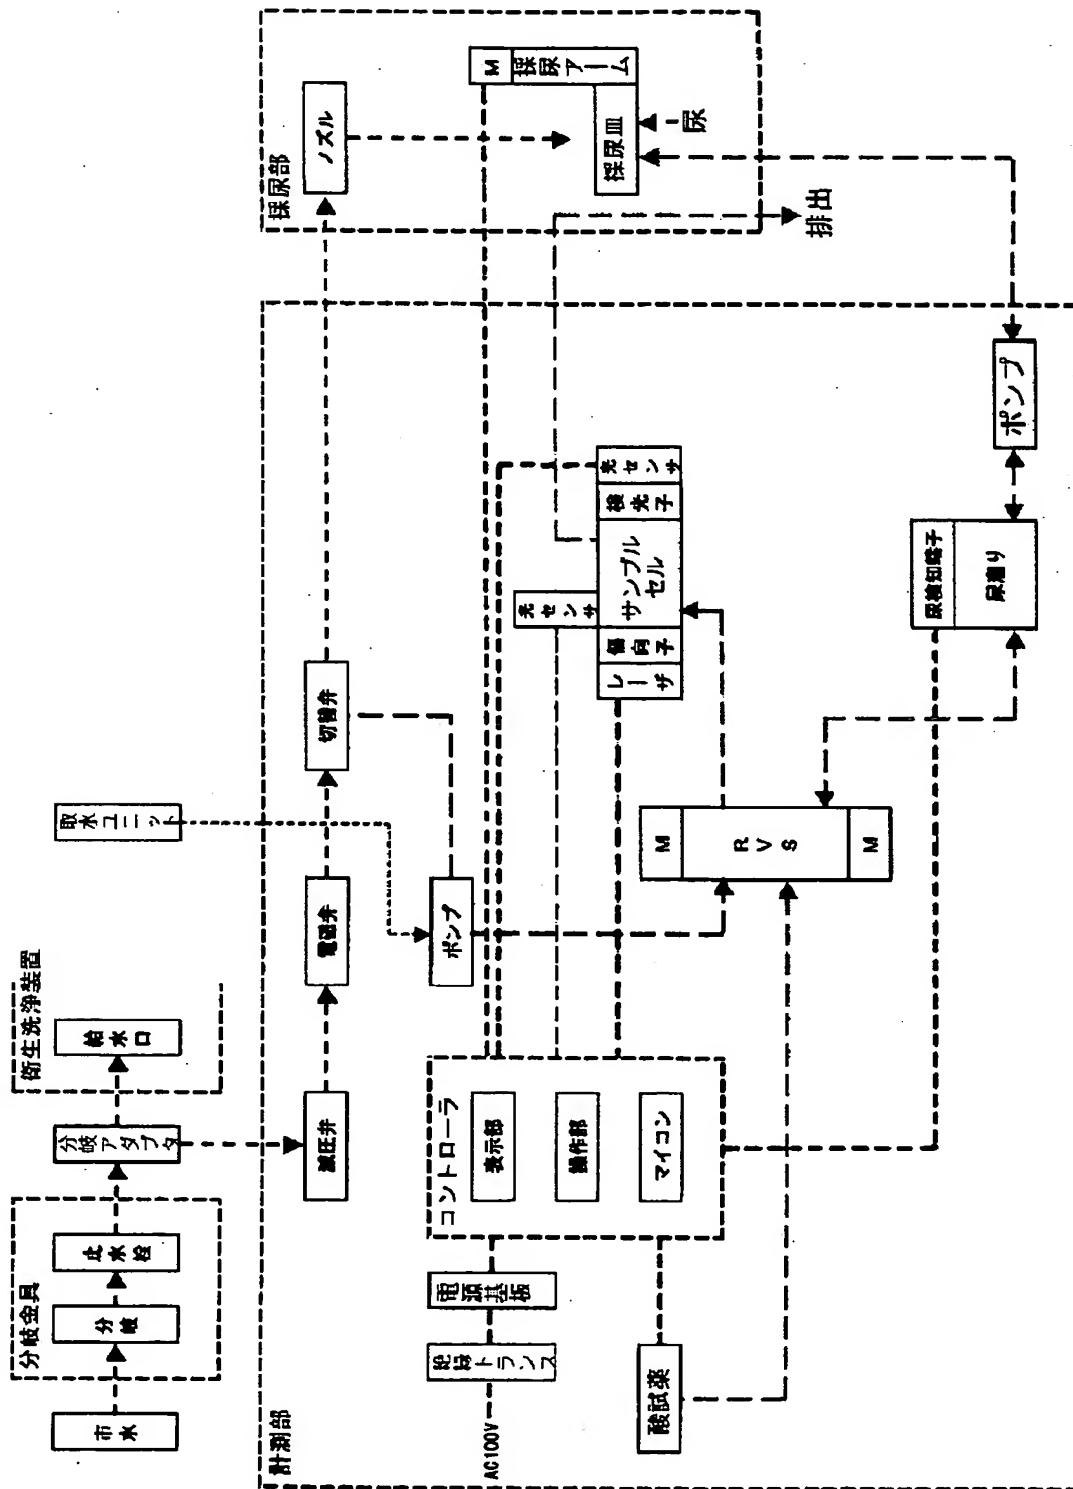 分岐金具
衛生洗浄装置
市水
分岐
止水栓
分岐アダプタ
給水口
取水ユニット
計測部
採尿部
減圧弁
電磁弁
切替弁
ノズル
コントローラ
AC100V
絶縁トランス
電源基板
表示部
ポンプ
M
採尿アーム
操作部
光センサ
マイコン
レーザ
偏向子
サンプル
セル
検光子
光センサ
採尿皿
尿
排出
酸試薬
M
RVS
M
尿検知端子
尿溜り
ポンプ